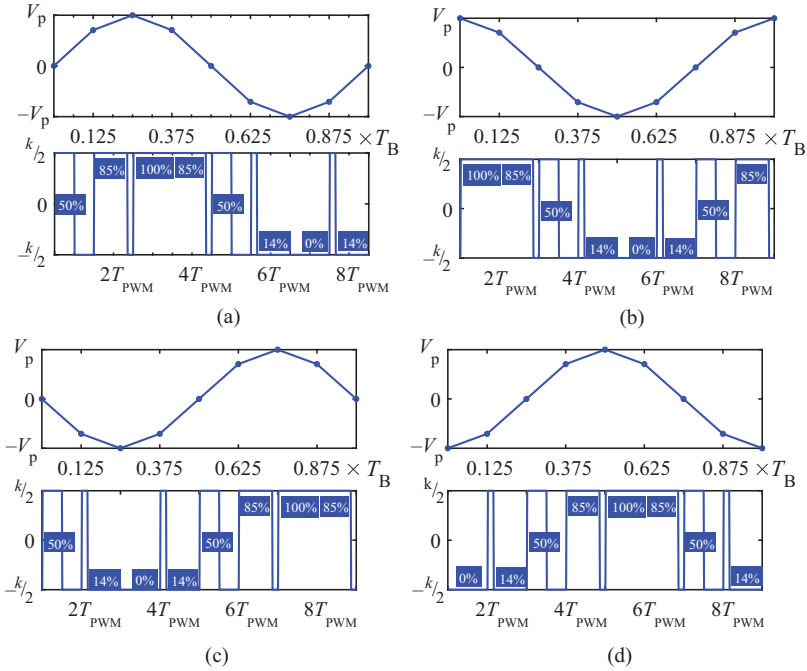 V_p
0
−V_p
0.125 0.375 0.625 0.875 × T_B
k/2
0
−k/2
50% 85% 100% 85% 50% 14% 0% 14%
2T_PWM 4T_PWM 6T_PWM 8T_PWM
(a)
V_p
0
−V_p
0.125 0.375 0.625 0.875 × T_B
k/2
0
−k/2
100% 85% 50% 14% 0% 14% 50% 85%
2T_PWM 4T_PWM 6T_PWM 8T_PWM
(b)
V_p
0
−V_p
0.125 0.375 0.625 0.875 × T_B
k/2
0
−k/2
50% 14% 0% 14% 50% 85% 100% 85%
2T_PWM 4T_PWM 6T_PWM 8T_PWM
(c)
V_p
0
−V_p
0.125 0.375 0.625 0.875 × T_B
k/2
0
−k/2
0% 14% 50% 85% 100% 85% 50% 14%
2T_PWM 4T_PWM 6T_PWM 8T_PWM
(d)